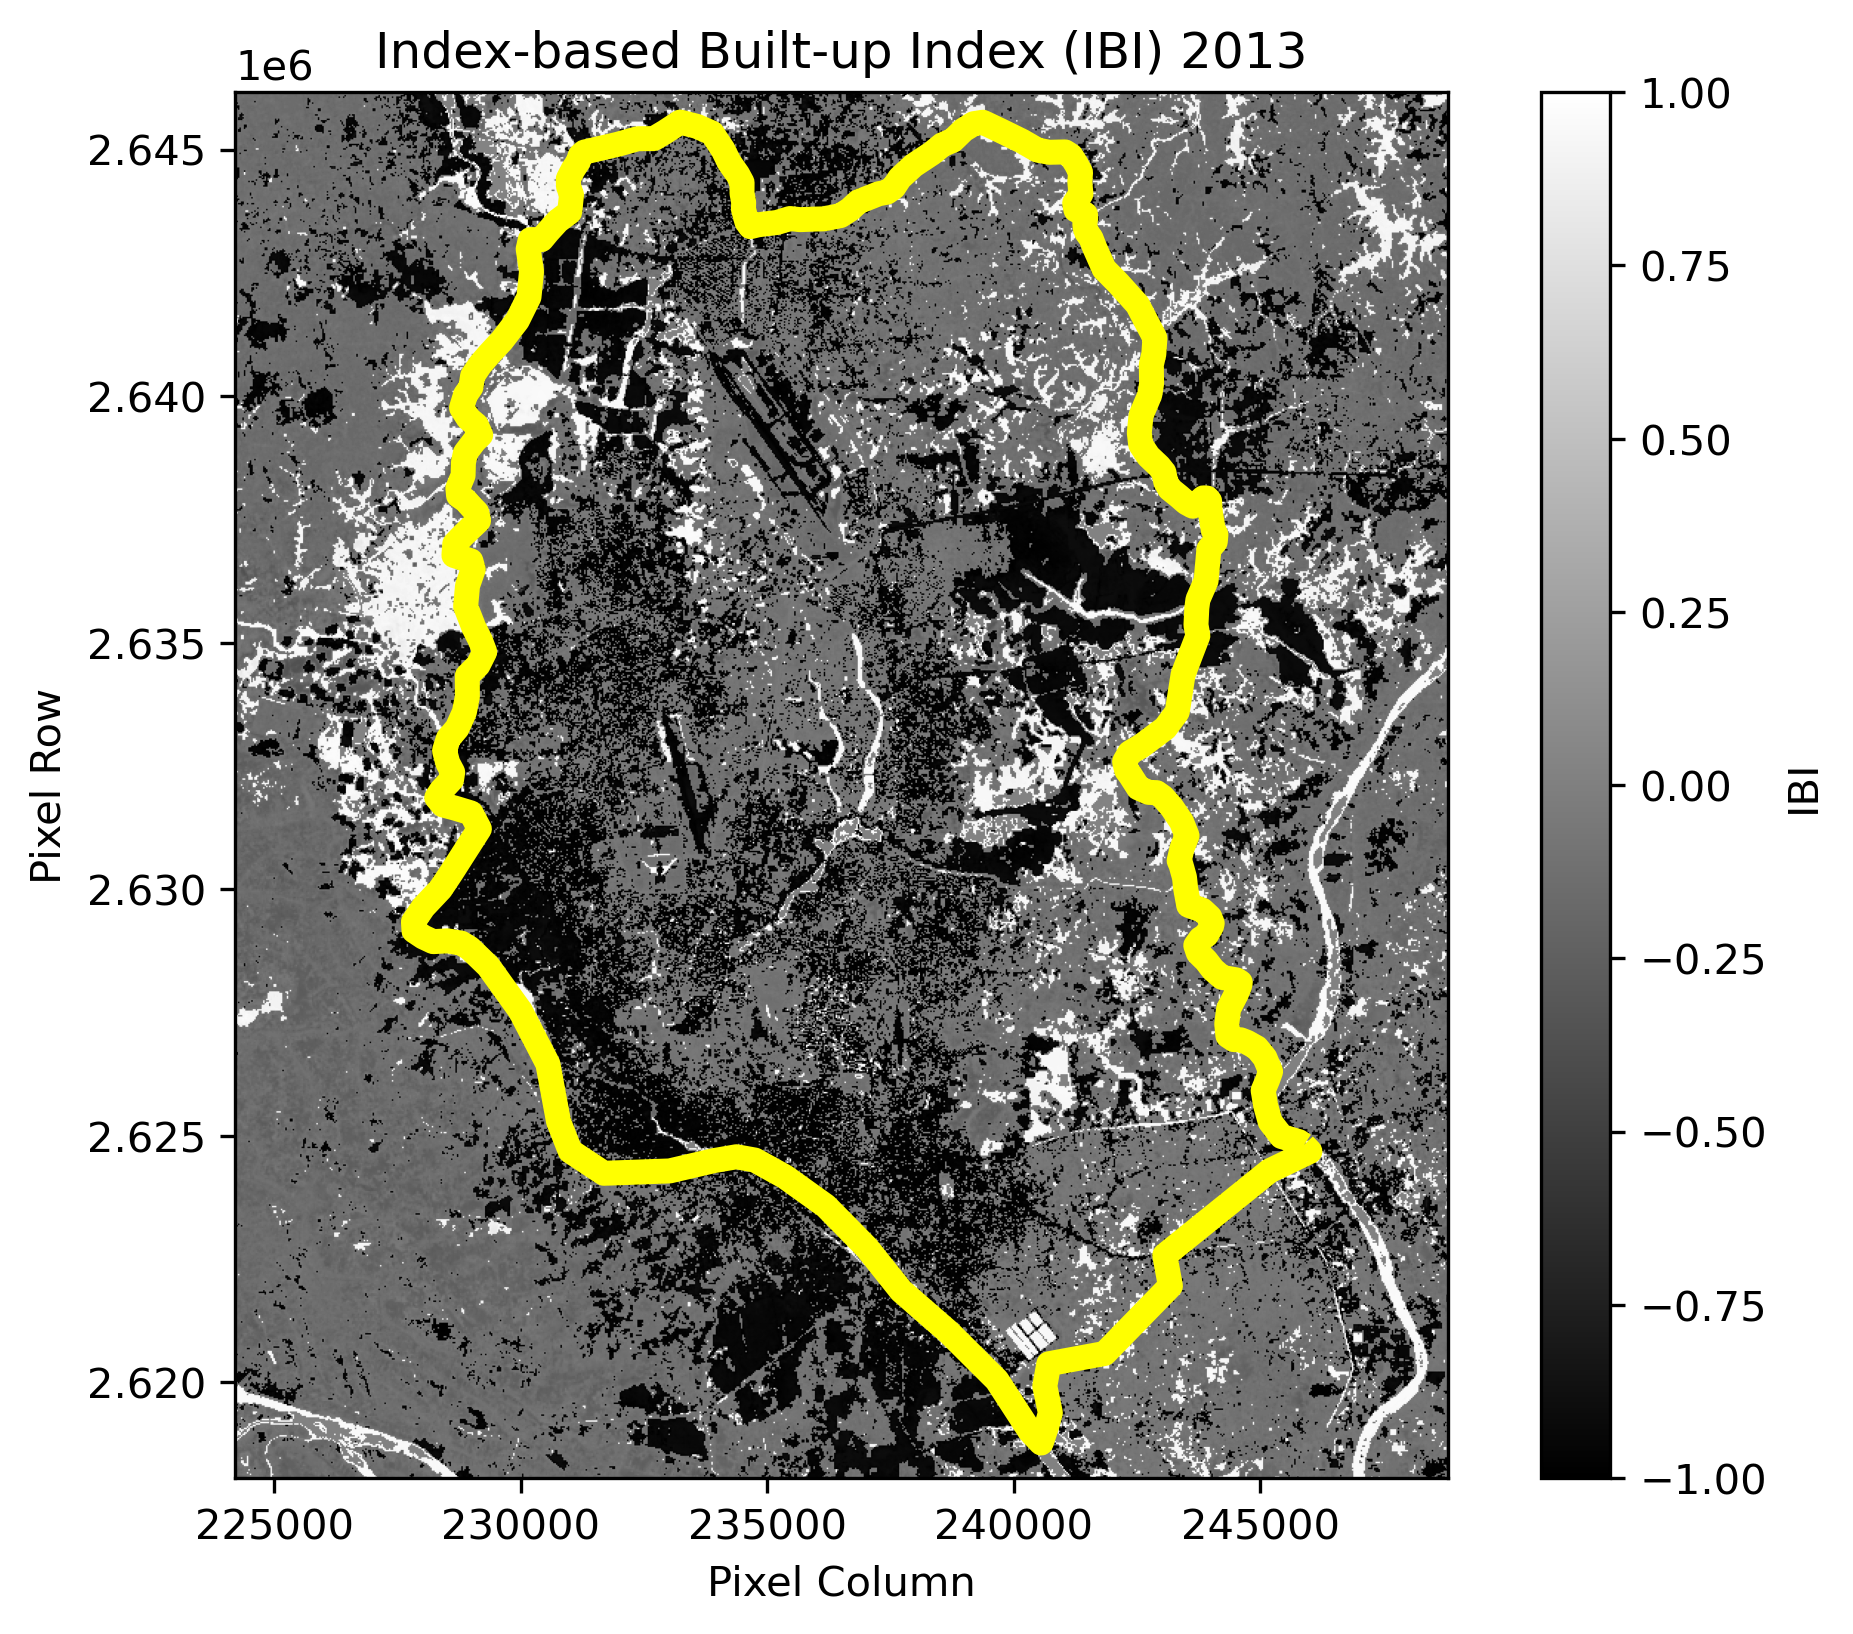 Index-based Built-up Index (IBI) 2013
1e6
2.645
2.640
2.635
2.630
2.625
2.620
Pixel Row
225000 230000 235000 240000 245000
Pixel Column
1.00
0.75
0.50
0.25
0.00
−0.25
−0.50
−0.75
−1.00
IBI